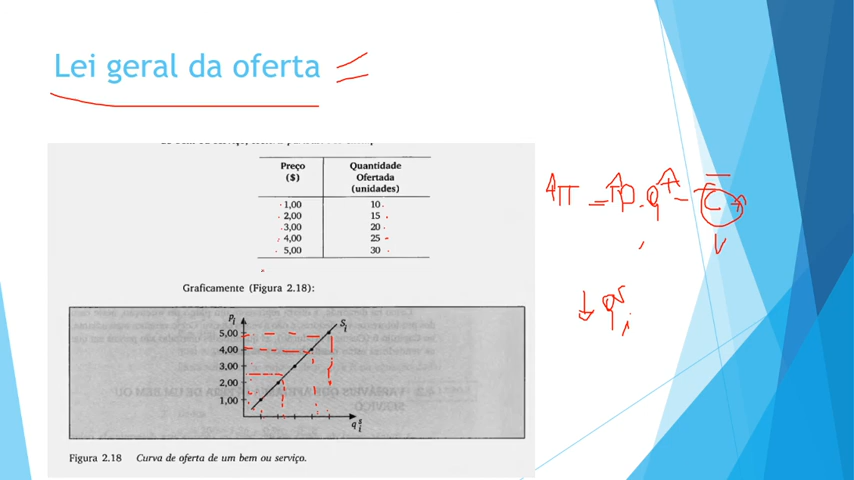 Lei geral da oferta
Preço Quantidade
($) Ofertada
(unidades)
1,00 10
2,00 15
3,00 20
4,00 25
5,00 30
Graficamente (Figura 2.18):
Pi
Si
5,00
4,00
3,00
2,00
1,00
q i s
Figura 2.18 Curva de oferta de um bem ou serviço.